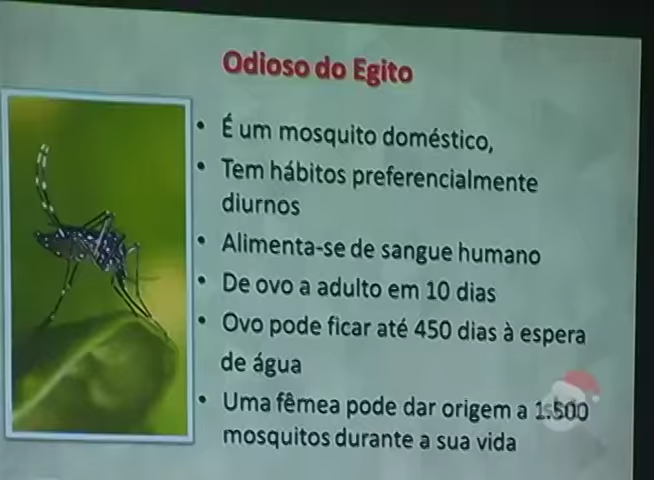 Odioso do Egito
• É um mosquito doméstico,
• Tem hábitos preferencialmente
diurnos
• Alimenta-se de sangue humano
• De ovo a adulto em 10 dias
• Ovo pode ficar até 450 dias à espera
de água
• Uma fêmea pode dar origem a 1.500
mosquitos durante a sua vida